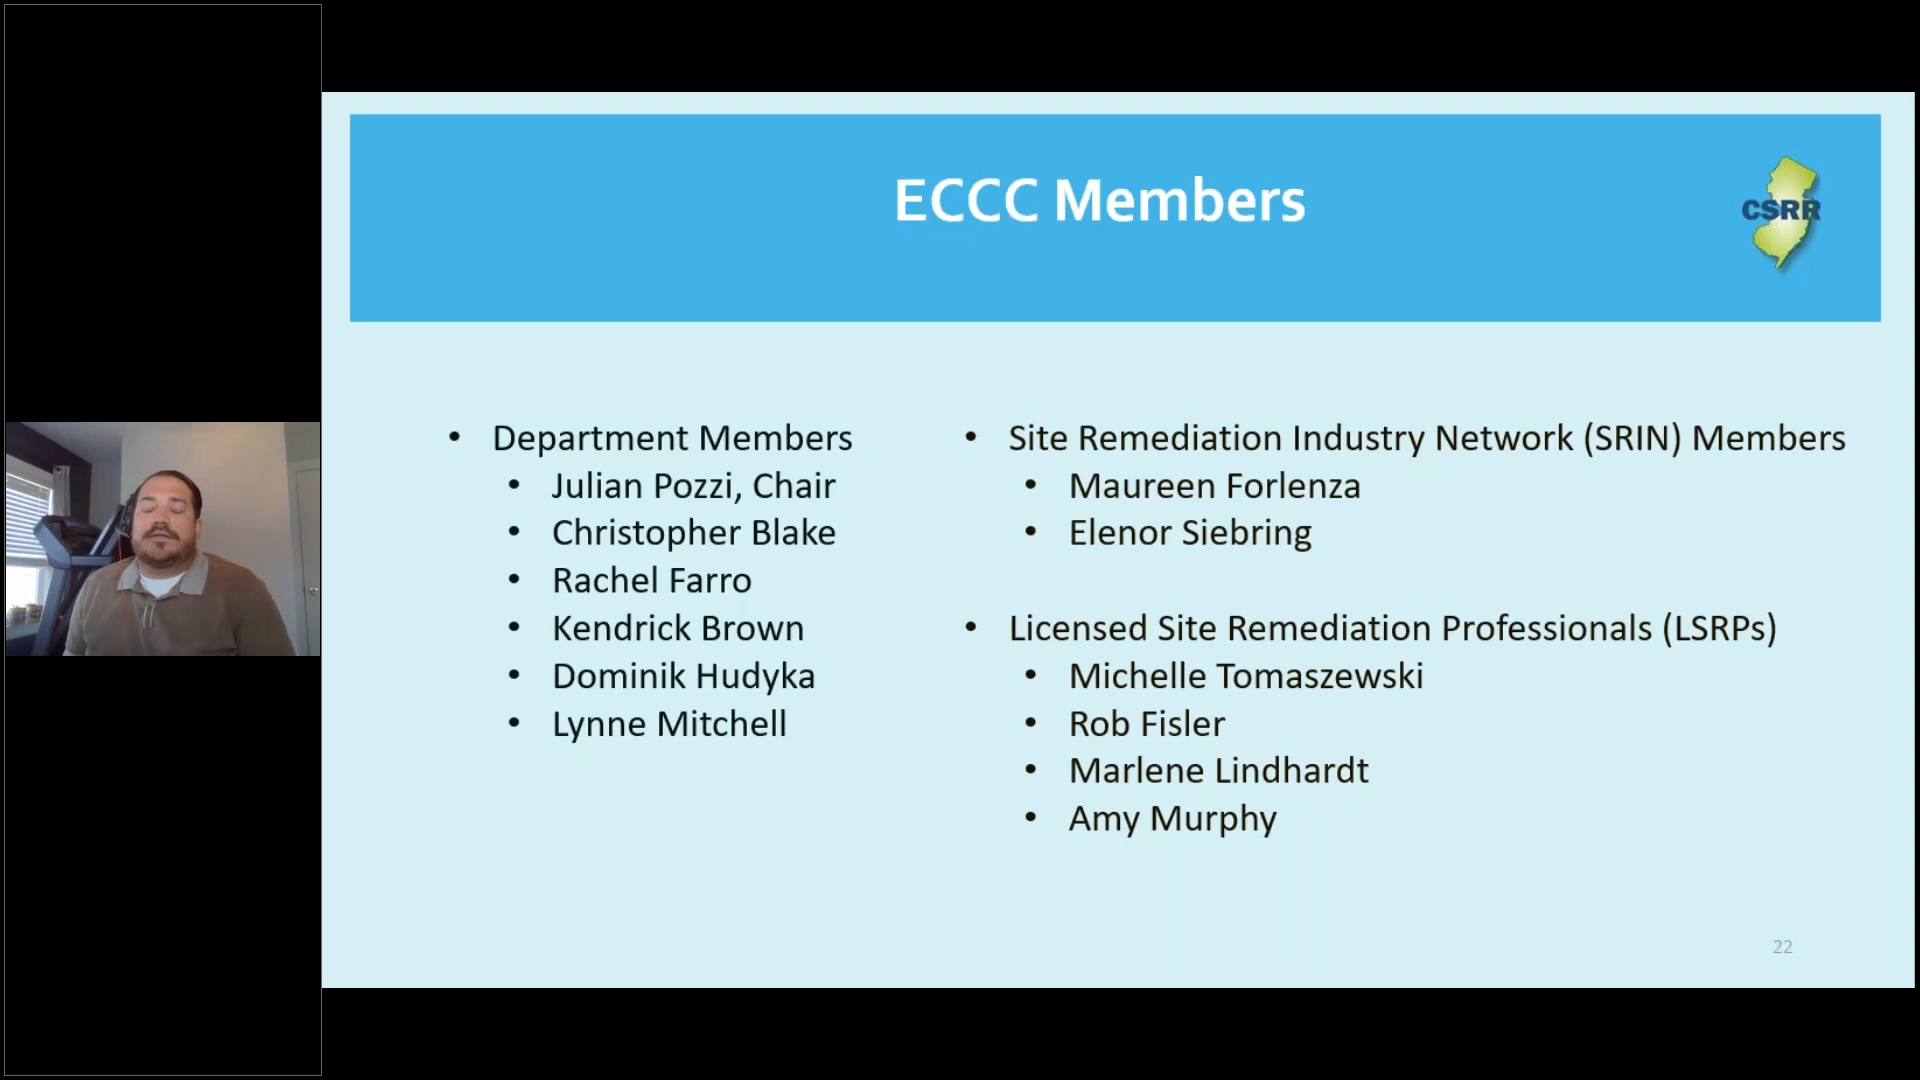 ECCC Members
CSRR
• Department Members
• Julian Pozzi, Chair
• Christopher Blake
• Rachel Farro
• Kendrick Brown
• Dominik Hudyka
• Lynne Mitchell
• Site Remediation Industry Network (SRIN) Members
• Maureen Forlenza
• Elenor Siebring
• Licensed Site Remediation Professionals (LSRPs)
• Michelle Tomaszewski
• Rob Fisler
• Marlene Lindhardt
• Amy Murphy
22